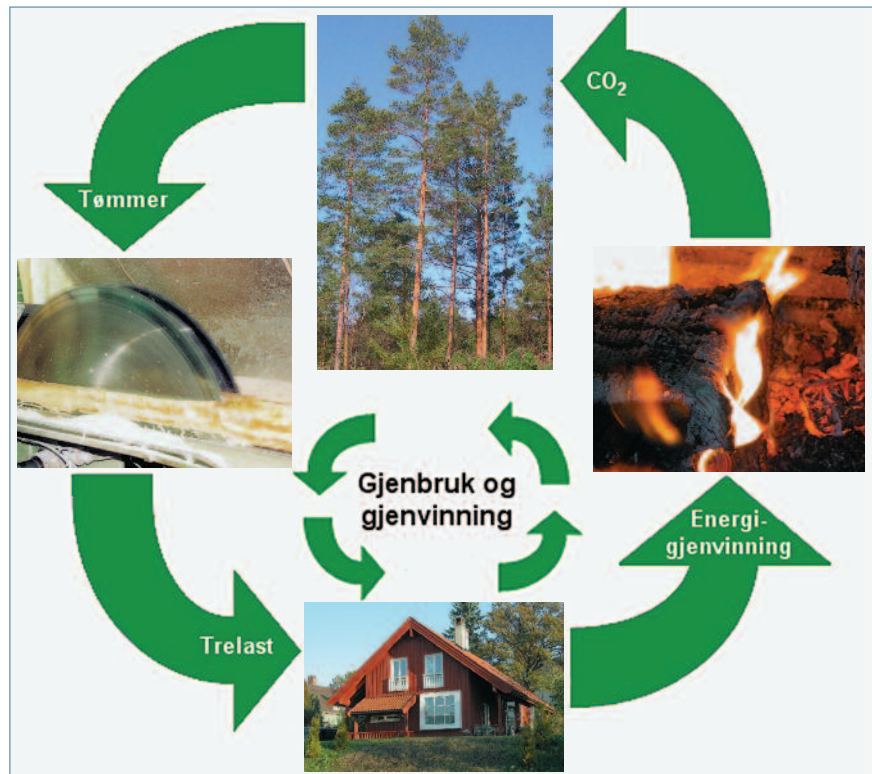 CO₂
Tømmer
Gjenbruk og
gjenvinning
Energi-
gjenvinning
Trelast